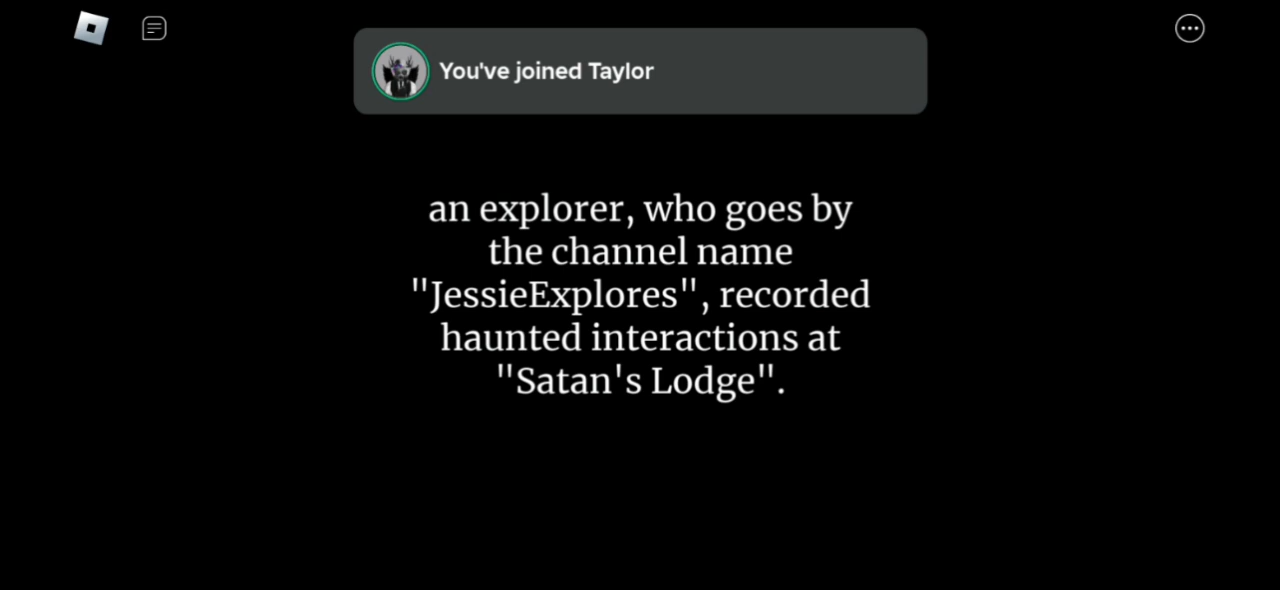 You've joined Taylor
an explorer, who goes by
the channel name
"JessieExplores", recorded
haunted interactions at
"Satan's Lodge".